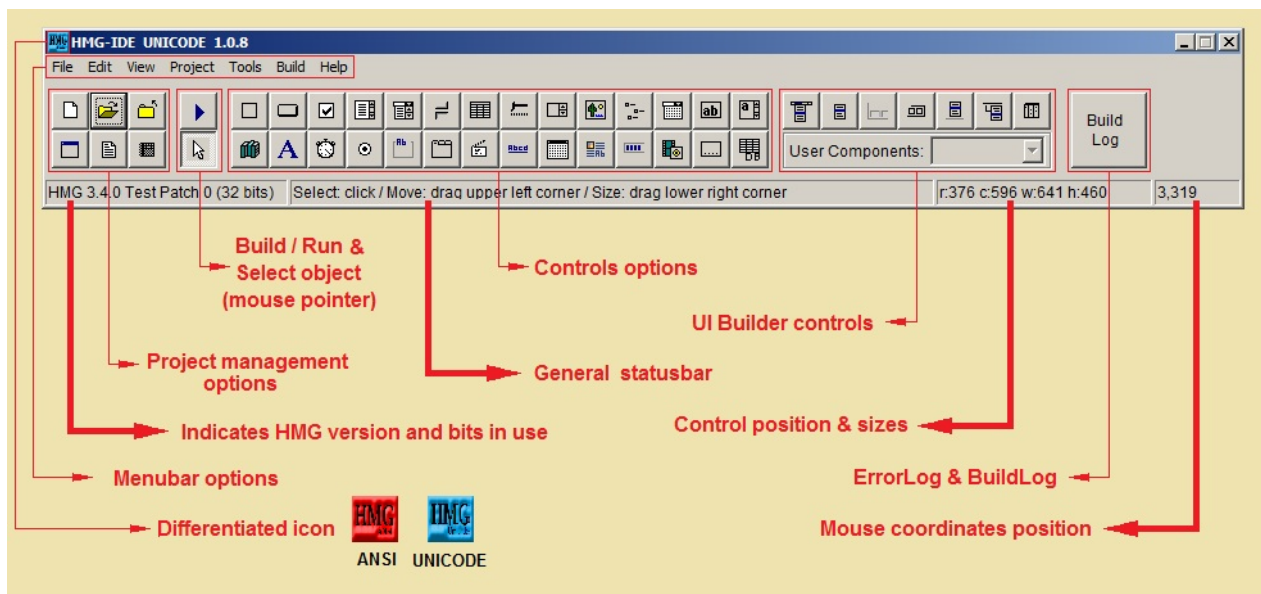 HMG-IDE UNICODE 1.0.8
File Edit View Project Tools Build Help
Build
Log
User Components:
HMG 3.4.0 Test Patch 0 (32 bits)
Select: click / Move: drag upper left corner / Size: drag lower right corner
r:376 c:596 w:641 h:460
3,319
Build / Run &
Select object
(mouse pointer)
Controls options
UI Builder controls
Project management
options
General statusbar
Control position & sizes
Indicates HMG version and bits in use
Menubar options
ErrorLog & BuildLog
Differentiated icon
HMG
HMG
Mouse coordinates position
ANSI
UNICODE